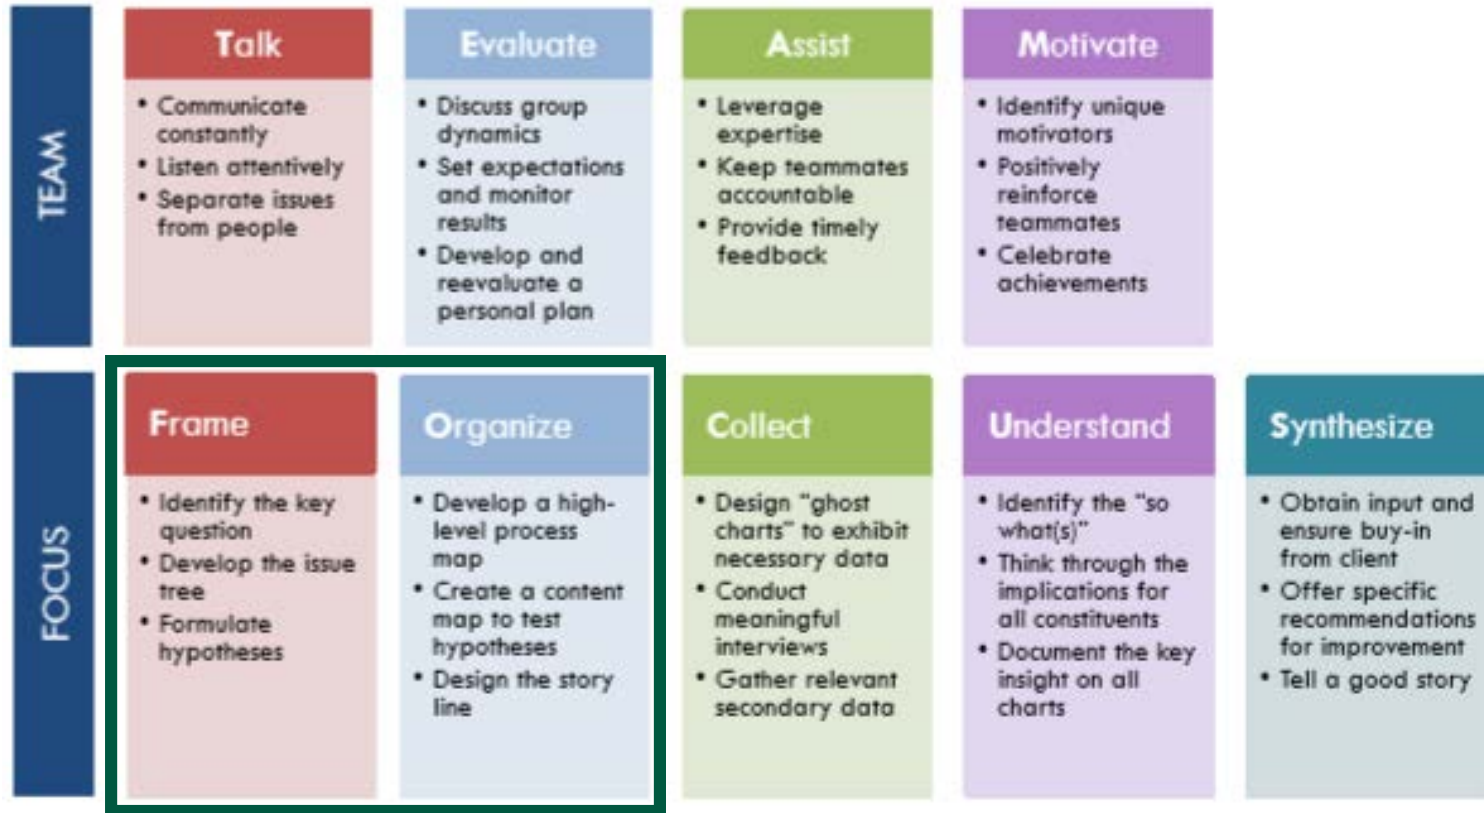 TEAM
Talk
• Communicate
constantly
• Listen attentively
• Separate issues
from people
Evaluate
• Discuss group
dynamics
• Set expectations
and monitor
results
• Develop and
reevaluate a
personal plan
Assist
• Leverage
expertise
• Keep teammates
accountable
• Provide timely
feedback
Motivate
• Identify unique
motivators
• Positively
reinforce
teammates
• Celebrate
achievements
FOCUS
Frame
• Identify the key
question
• Develop the issue
tree
• Formulate
hypotheses
Organize
• Develop a high-
level process
map
• Create a content
map to test
hypotheses
• Design the story
line
Collect
• Design "ghost
charts" to exhibit
necessary data
• Conduct
meaningful
interviews
• Gather relevant
secondary data
Understand
• Identify the "so
what(s)"
• Think through the
implications for
all constituents
• Document the key
insight on all
charts
Synthesize
• Obtain input and
ensure buy-in
from client
• Offer specific
recommendations
for improvement
• Tell a good story